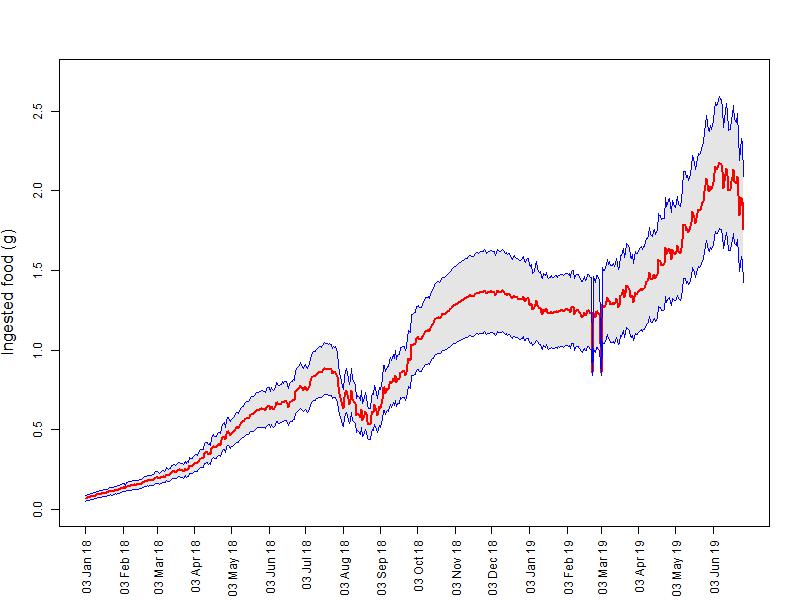 Ingested food (g)
2.5
2.0
1.5
1.0
0.5
0.0
03 Jan 18
03 Feb 18
03 Mar 18
03 Apr 18
03 May 18
03 Jun 18
03 Jul 18
03 Aug 18
03 Sep 18
03 Oct 18
03 Nov 18
03 Dec 18
03 Jan 19
03 Feb 19
03 Mar 19
03 Apr 19
03 May 19
03 Jun 19